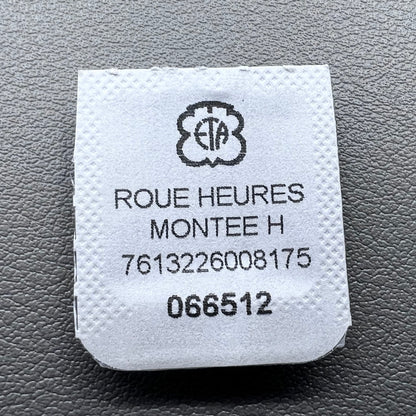 ETA
ROUE HEURES
MONTEE H
7613226008175
066512